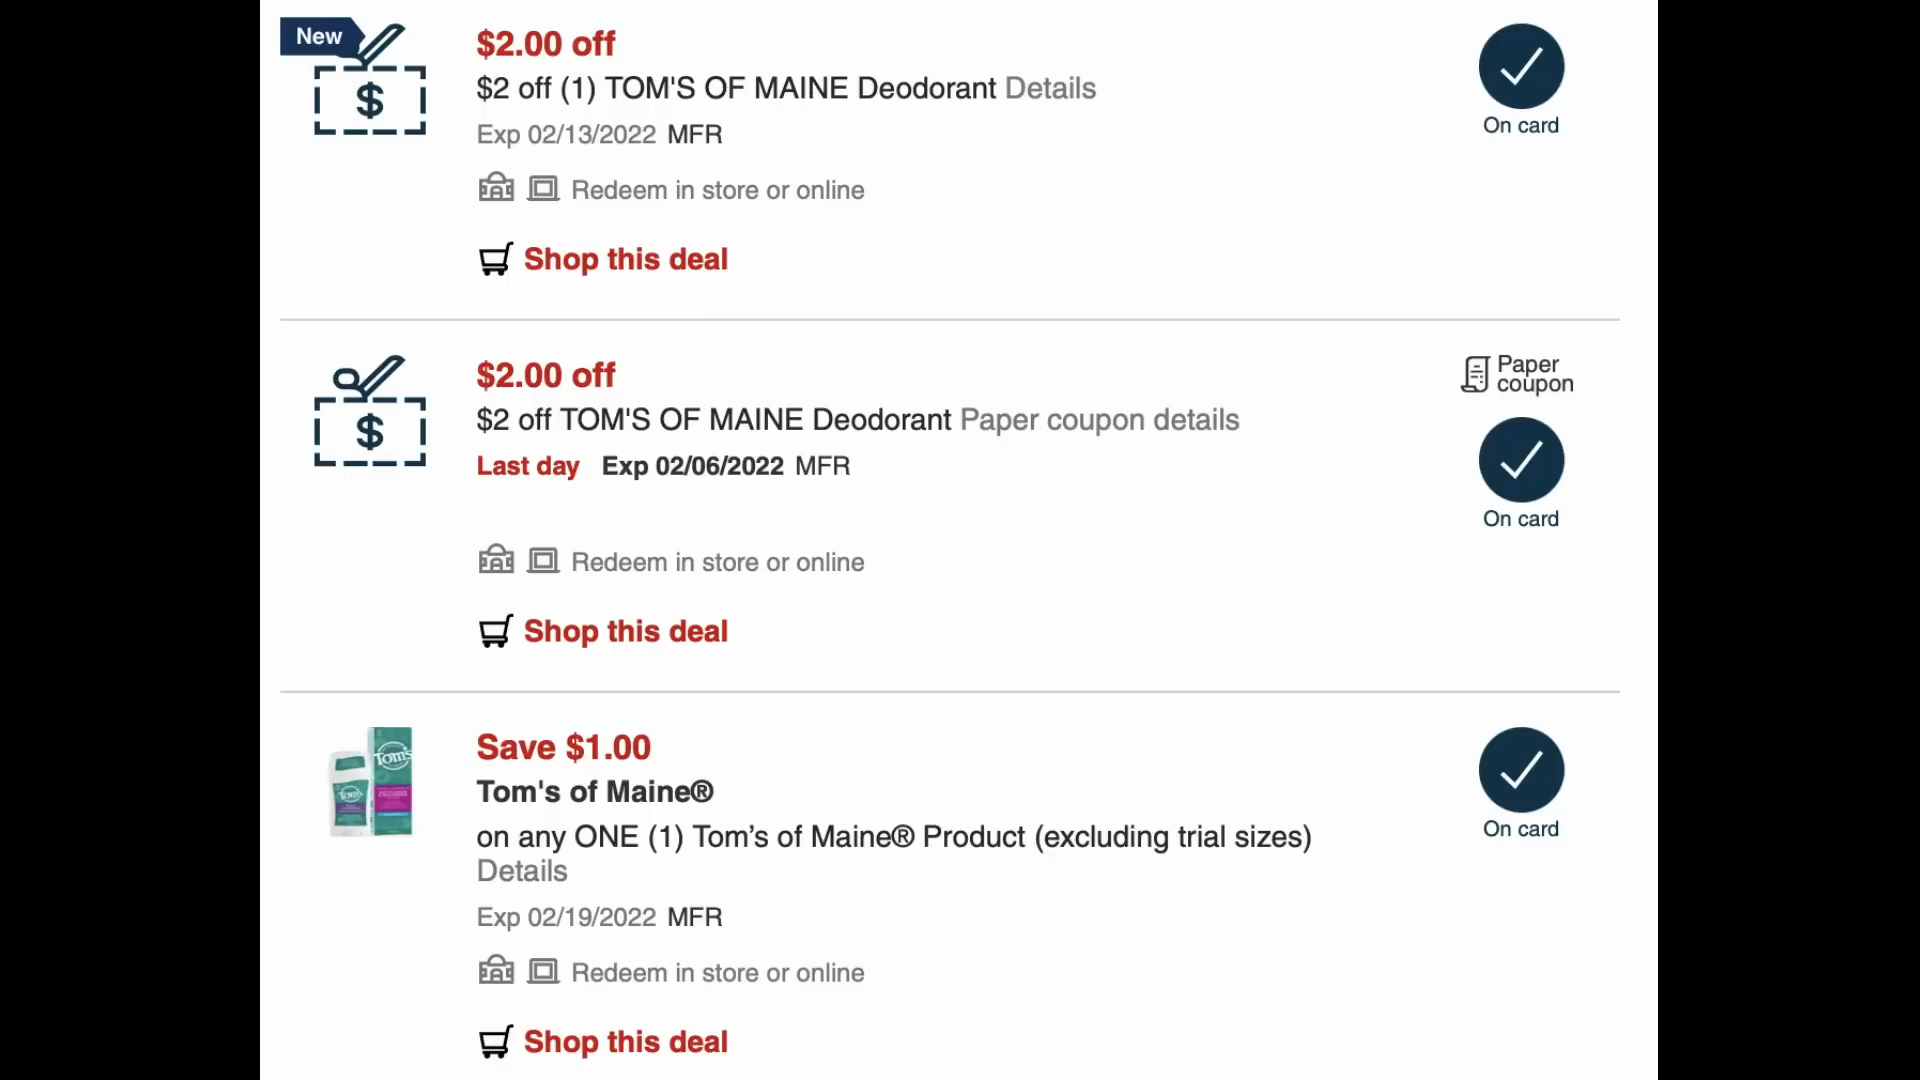 New
$2.00 off
$2 off (1) TOM'S OF MAINE Deodorant Details
Exp 02/13/2022 MFR
Redeem in store or online
Shop this deal
On card
$2.00 off
$2 off TOM'S OF MAINE Deodorant Paper coupon details
Last day Exp 02/06/2022 MFR
Redeem in store or online
Shop this deal
Paper
coupon
On card
Tom's
Tom's
Save $1.00
Tom's of Maine®
on any ONE (1) Tom’s of Maine® Product (excluding trial sizes)
Details
Exp 02/19/2022 MFR
Redeem in store or online
Shop this deal
On card